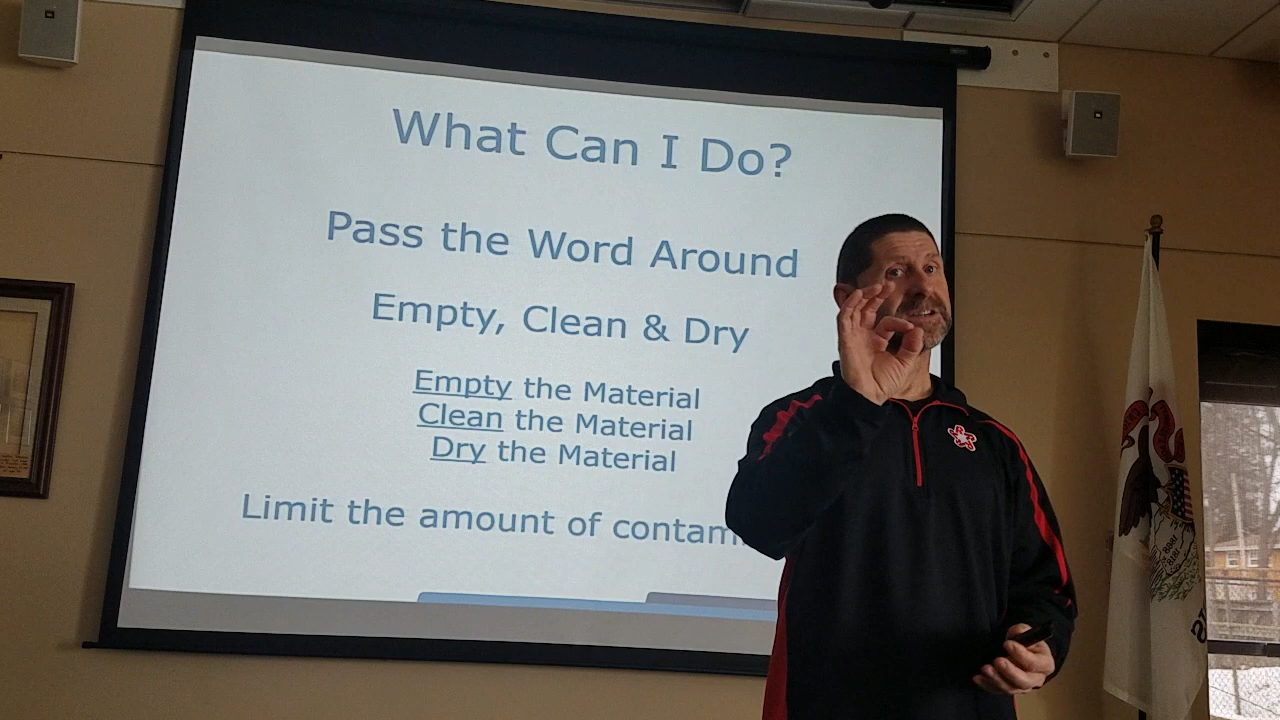 What Can I Do?
Pass the Word Around
Empty, Clean & Dry
Empty the Material
Clean the Material
Dry the Material
Limit the amount of contam